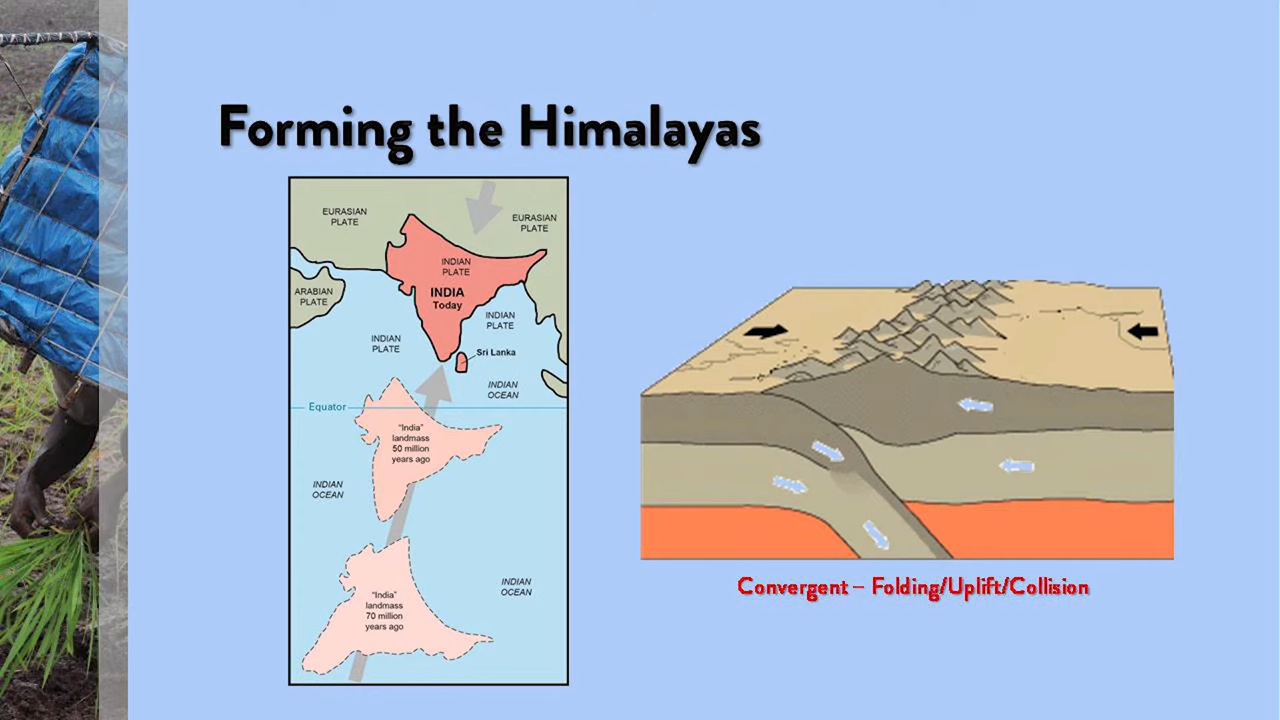 Forming the Himalayas
EURASIAN
PLATE
EURASIAN
PLATE
INDIAN
PLATE
ARABIAN
PLATE
INDIA
Today
INDIAN
PLATE
INDIAN
PLATE
Sri Lanka
INDIAN
OCEAN
Equator
"India"
landmass
50 million
years ago
INDIAN
OCEAN
INDIAN
OCEAN
"India"
landmass
70 million
years ago
Convergent – Folding/Uplift/Collision